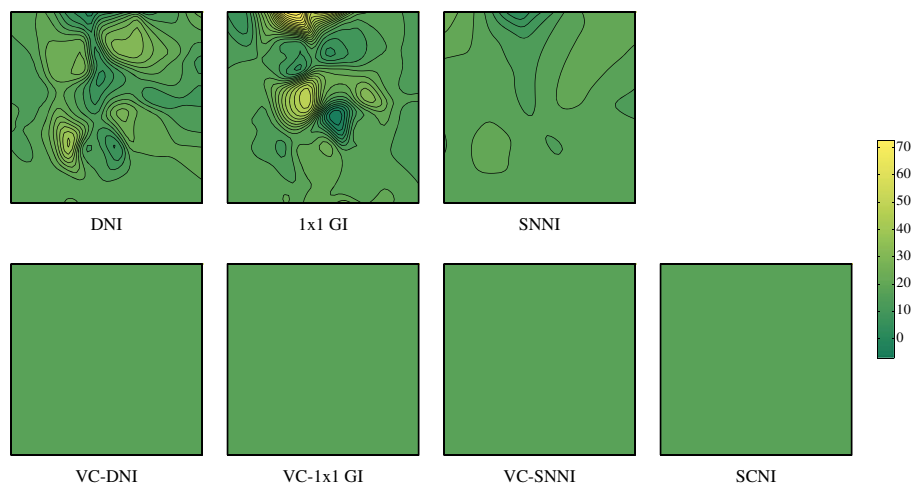 DNI
1x1 GI
SNNI
70
60
50
40
30
20
10
0
VC-DNI
VC-1x1 GI
VC-SNNI
SCNI